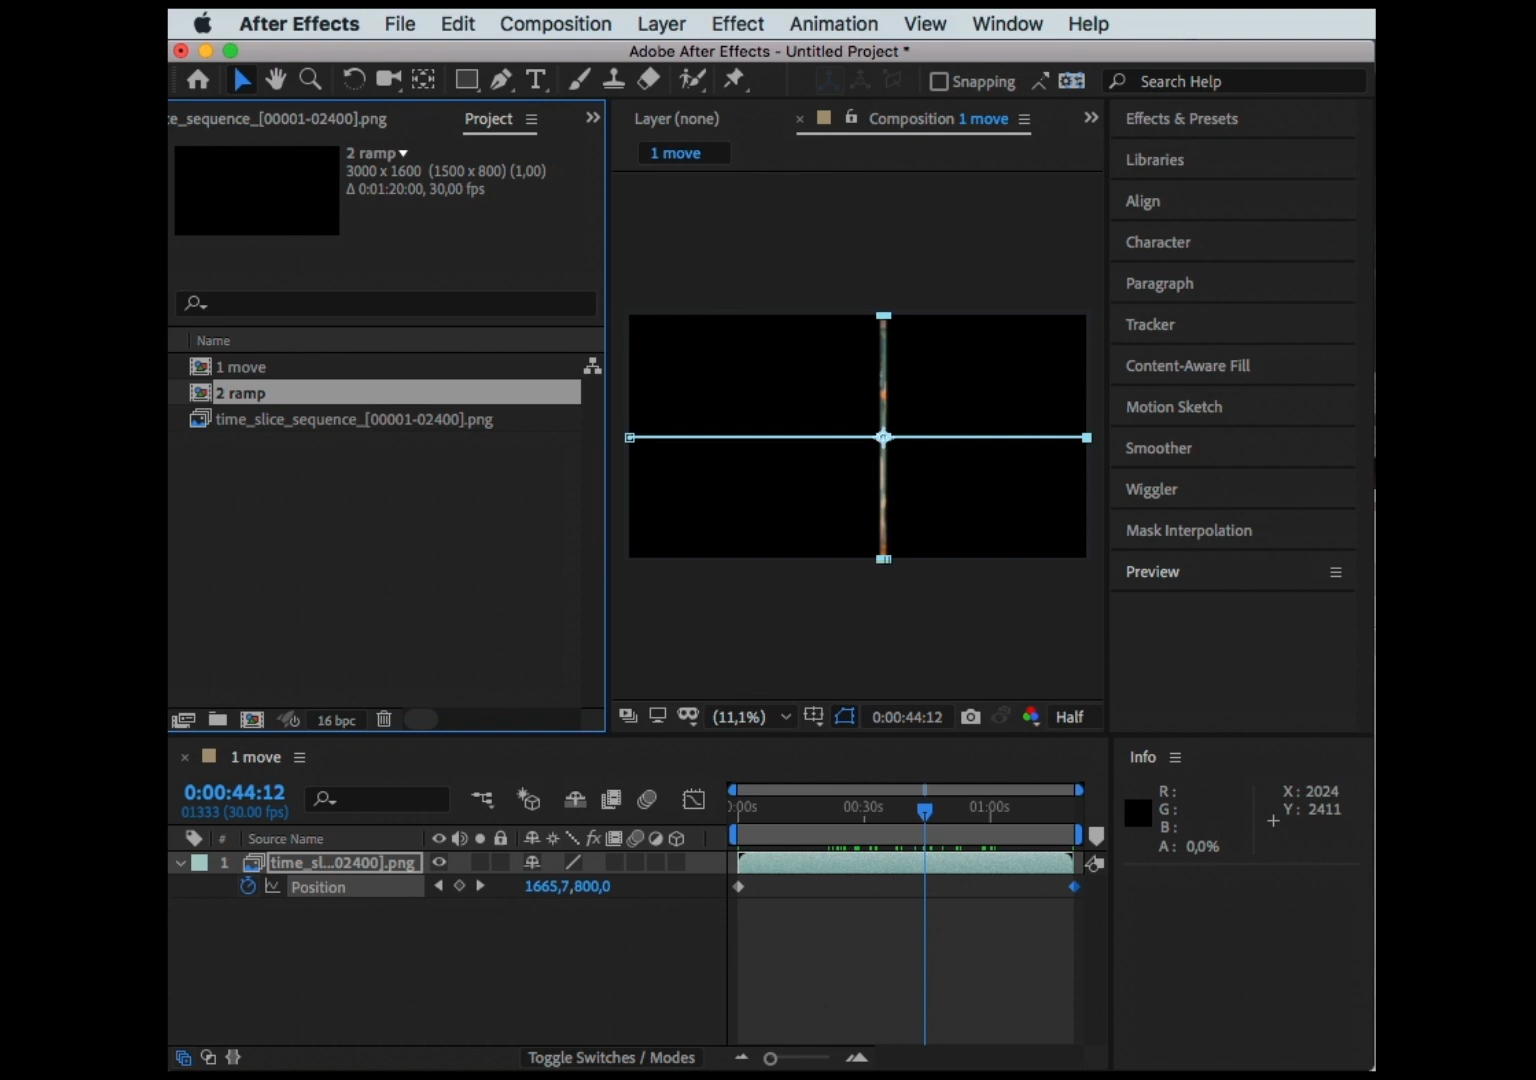 After Effects File Edit Composition Layer Effect Animation View Window Help
Adobe After Effects - Untitled Project *
Snapping
Search Help
e_sequence_[00001-02400].png
Project
Layer (none)
Composition 1 move
1 move
2 ramp
3000 x 1600 (1500 x 800) (1,00)
Δ 0:01:20:00, 30,00 fps
Name
1 move
2 ramp
time_slice_sequence_[00001-02400].png
16 bpc
(11,1%)
0:00:44:12
Half
Effects & Presets
Libraries
Align
Character
Paragraph
Tracker
Content-Aware Fill
Motion Sketch
Smoother
Wiggler
Mask Interpolation
Preview
1 move
0:00:44:12
01333 (30.00 fps)
# Source Name
fx
1 time_sl...02400].png
Position
1665,7,800,0
):00s 00:30s 01:00s
Toggle Switches / Modes
Info
R :
G :
B :
A : 0,0%
X : 2024
Y : 2411